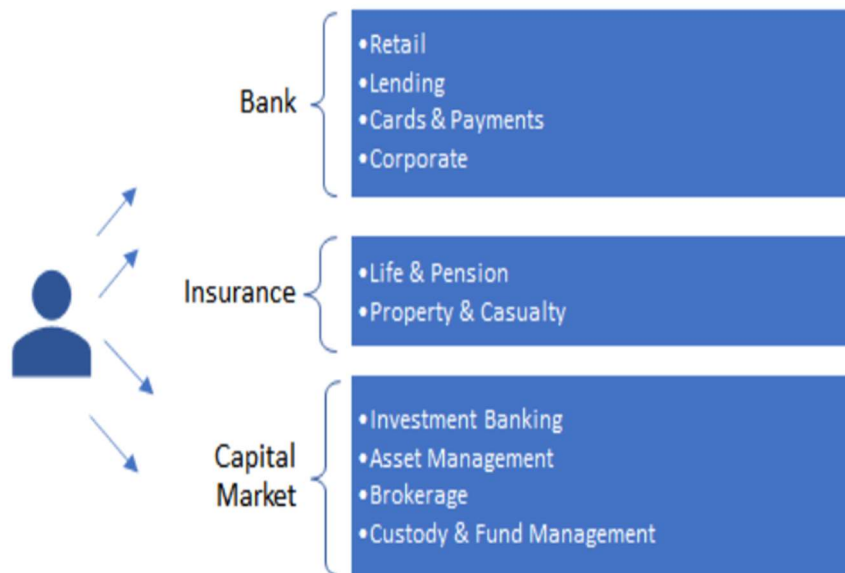 Bank
•Retail
•Lending
•Cards & Payments
•Corporate
Insurance
•Life & Pension
•Property & Casualty
Capital
Market
•Investment Banking
•Asset Management
•Brokerage
•Custody & Fund Management